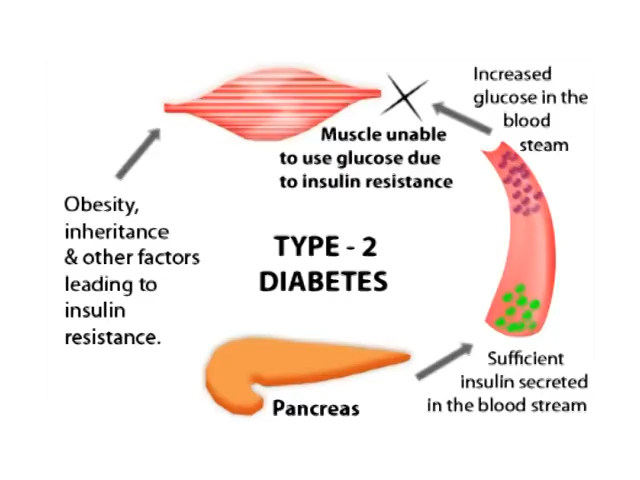 Increased
glucose in the
blood
steam
Muscle unable
to use glucose due
to insulin resistance
Obesity,
inheritance
& other factors
leading to
insulin
resistance.
TYPE - 2
DIABETES
Pancreas
Sufficient
insulin secreted
in the blood stream